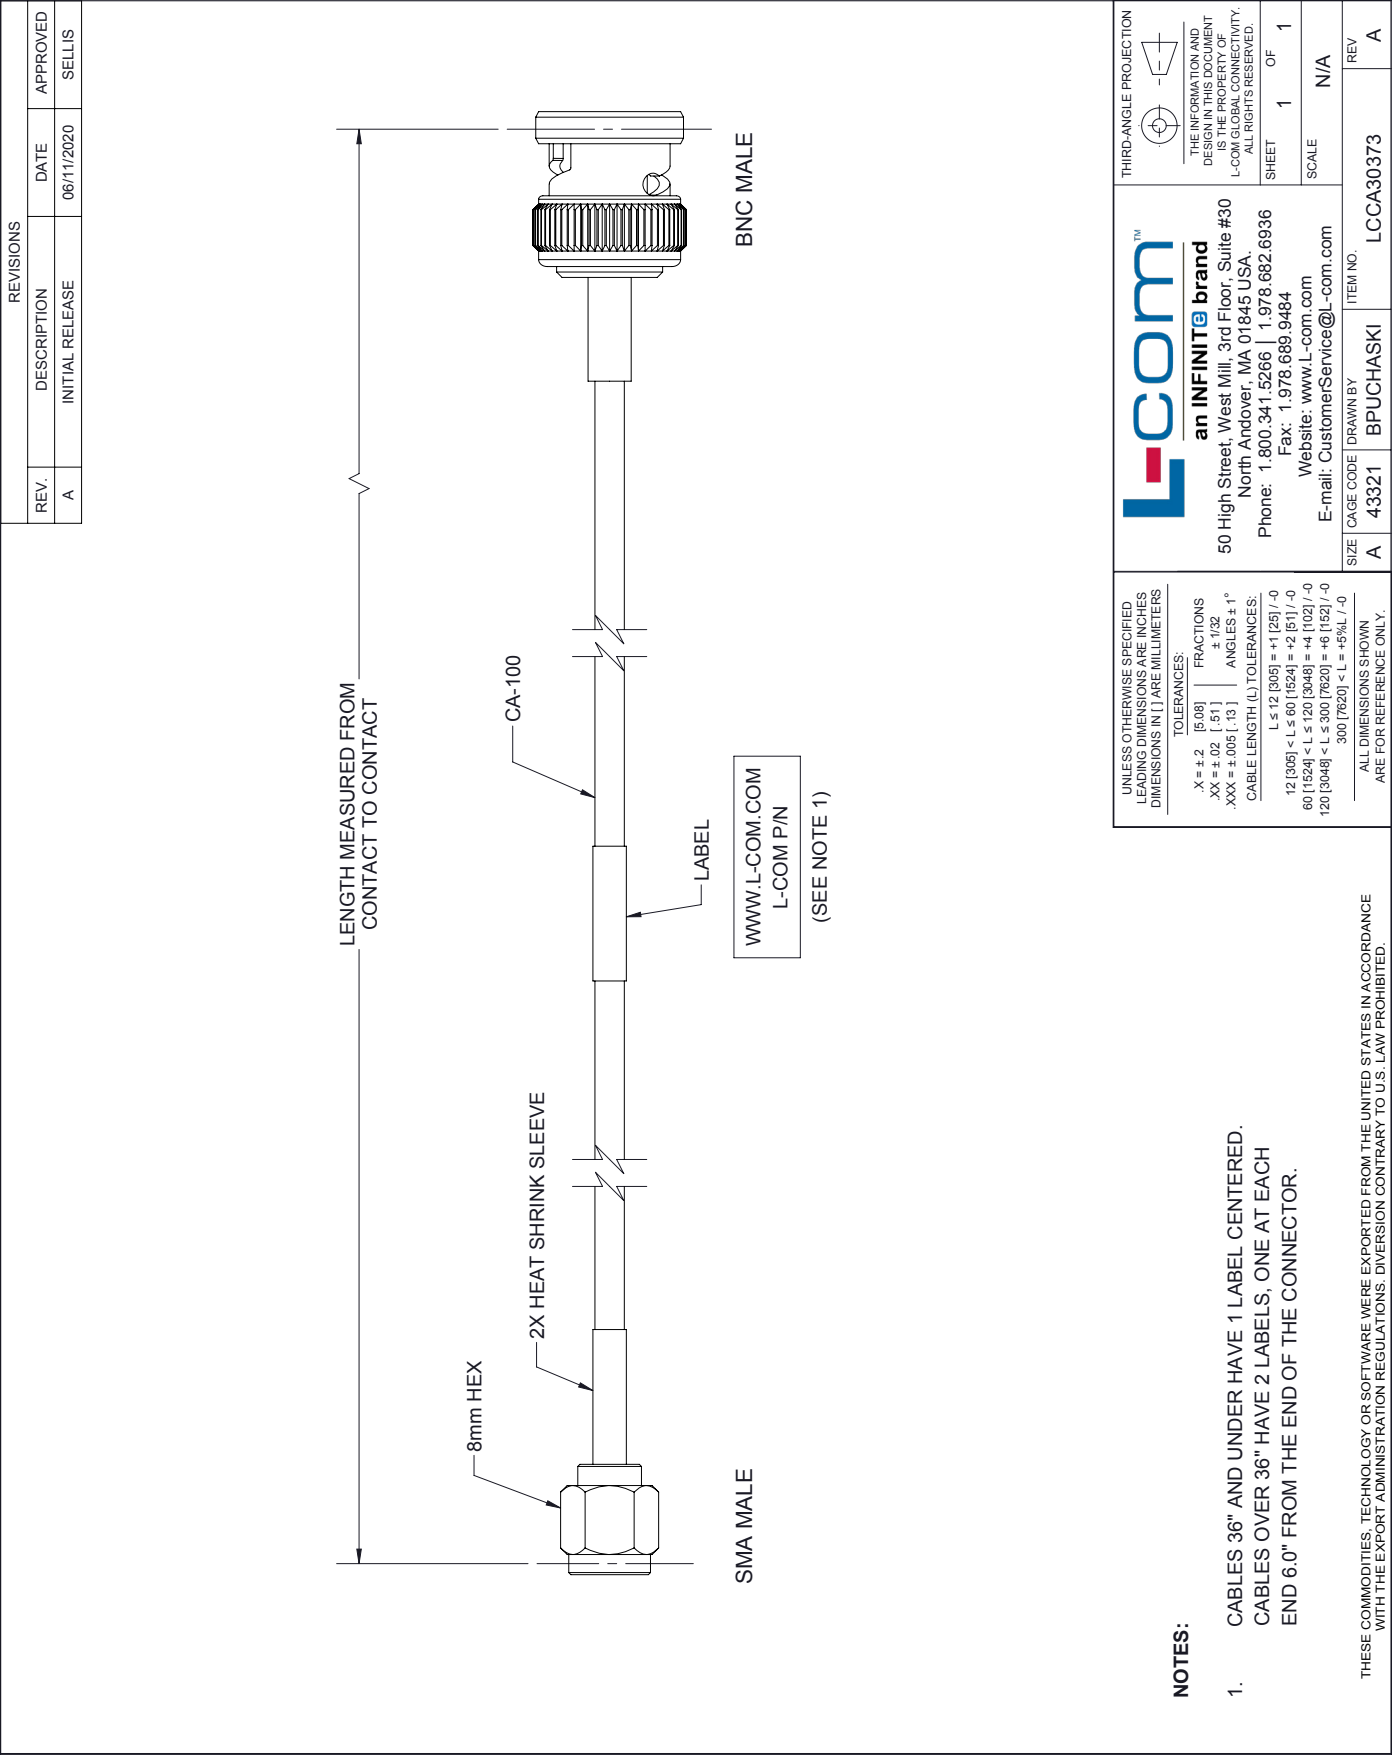 REVISIONS
REV. DESCRIPTION DATE APPROVED
A INITIAL RELEASE 06/11/2020 SELLIS
LENGTH MEASURED FROM
CONTACT TO CONTACT
8mm HEX
2X HEAT SHRINK SLEEVE
CA-100
LABEL
SMA MALE
BNC MALE
WWW.L-COM.COM
L-COM P/N
(SEE NOTE 1)
NOTES:
1. CABLES 36" AND UNDER HAVE 1 LABEL CENTERED.
CABLES OVER 36" HAVE 2 LABELS, ONE AT EACH
END 6.0" FROM THE END OF THE CONNECTOR.
THESE COMMODITIES, TECHNOLOGY OR SOFTWARE WERE EXPORTED FROM THE UNITED STATES IN ACCORDANCE
WITH THE EXPORT ADMINISTRATION REGULATIONS. DIVERSION CONTRARY TO U.S. LAW PROHIBITED.
UNLESS OTHERWISE SPECIFIED
LEADING DIMENSIONS ARE INCHES
DIMENSIONS IN [ ] ARE MILLIMETERS
TOLERANCES:
.X = ±.2 [5.08] FRACTIONS
.XX = ±.02 [ .51 ] ± 1/32
.XXX = ±.005 [ .13 ] ANGLES ± 1°
CABLE LENGTH (L) TOLERANCES:
L ≤ 12 [305] = +1 [25] / -0
12 [305] < L ≤ 60 [1524] = +2 [51] / -0
60 [1524] < L ≤ 120 [3048] = +4 [102] / -0
120 [3048] < L ≤ 300 [7620] = +6 [152] / -0
300 [7620] < L = +5%L / -0
ALL DIMENSIONS SHOWN
ARE FOR REFERENCE ONLY.
L-com™
an INFINITe brand
50 High Street, West Mill, 3rd Floor, Suite #30
North Andover, MA 01845 USA.
Phone: 1.800.341.5266 | 1.978.682.6936
Fax: 1.978.689.9484
Website: www.L-com.com
E-mail: CustomerService@L-com.com
THIRD-ANGLE PROJECTION
THE INFORMATION AND
DESIGN IN THIS DOCUMENT
IS THE PROPERTY OF
L-COM GLOBAL CONNECTIVITY.
ALL RIGHTS RESERVED.
SHEET 1 OF 1
SCALE N/A
SIZE A
CAGE CODE 43321
DRAWN BY BPUCHASKI
ITEM NO. LCCA30373
REV A